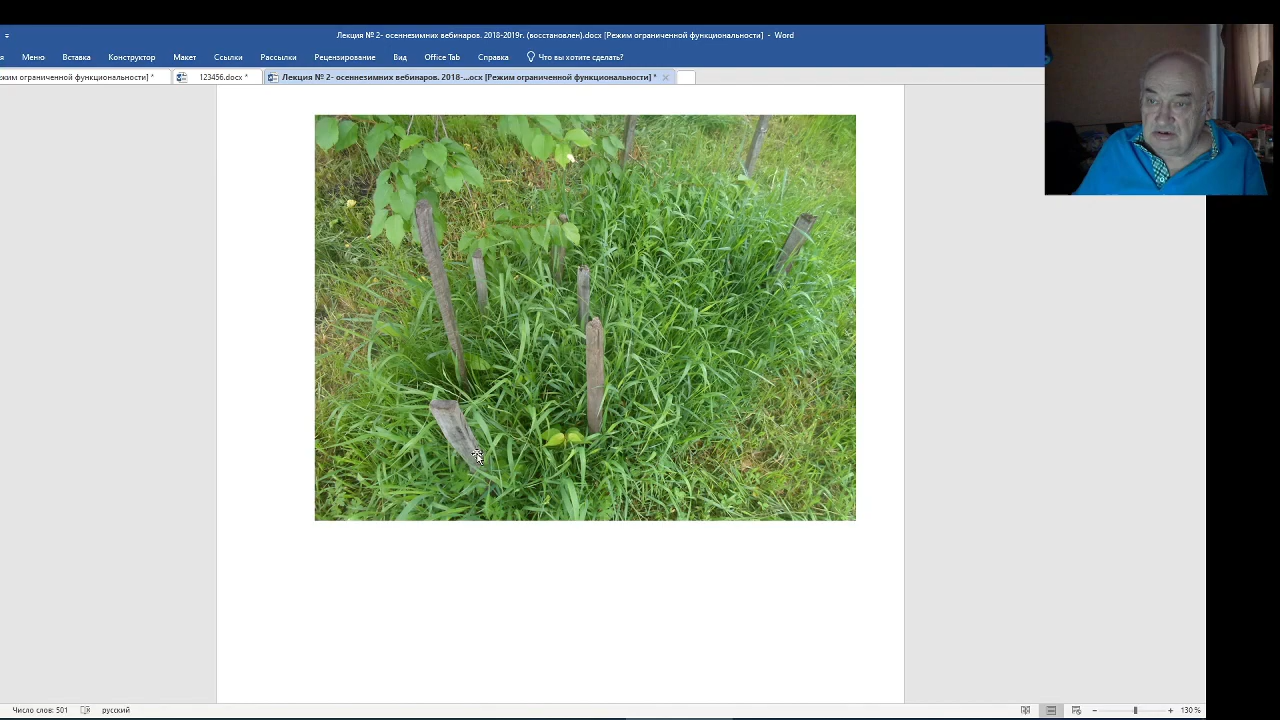 Лекция № 2- осеннезимних вебинаров. 2018-2019г. (восстановлен).docx [Режим ограниченной функциональности] - Word
Меню Вставка Конструктор Макет Ссылки Рассылки Рецензирование Вид Office Tab Справка Что вы хотите сделать?
ограниченной функциональности] * 123456.docx * Лекция № 2- осеннезимних вебинаров. 2018-...оcx [Режим ограниченной функциональности] *
Число слов: 501 русский 130 %